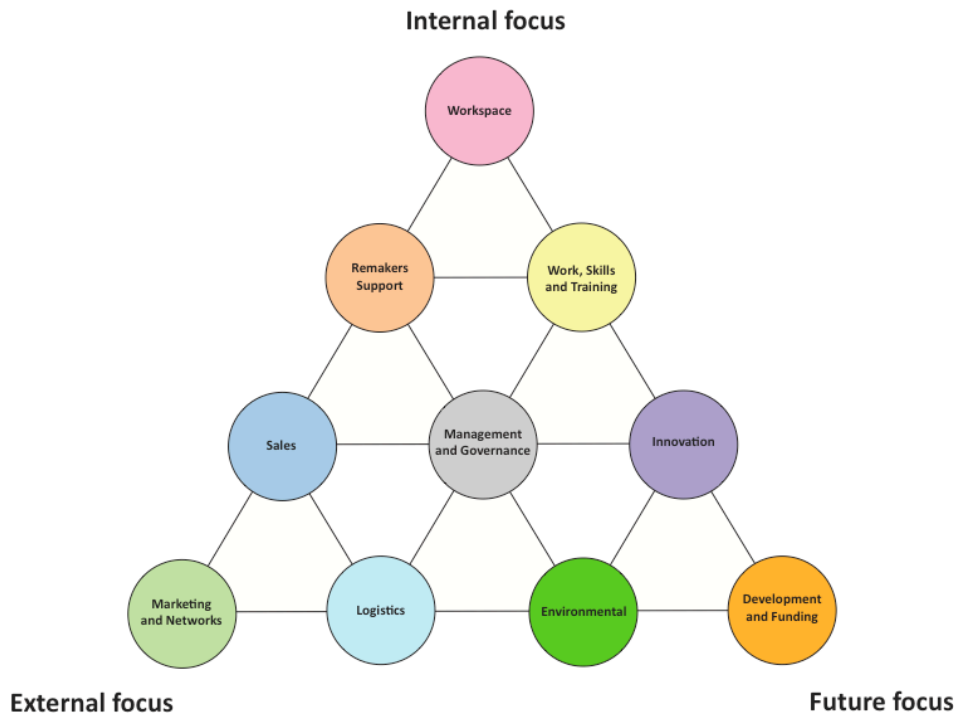 Internal focus
Workspace
Remakers
Support
Work, Skills
and Training
Sales
Management
and Governance
Innovation
Marketing
and Networks
Logistics
Environmental
Development
and Funding
External focus
Future focus